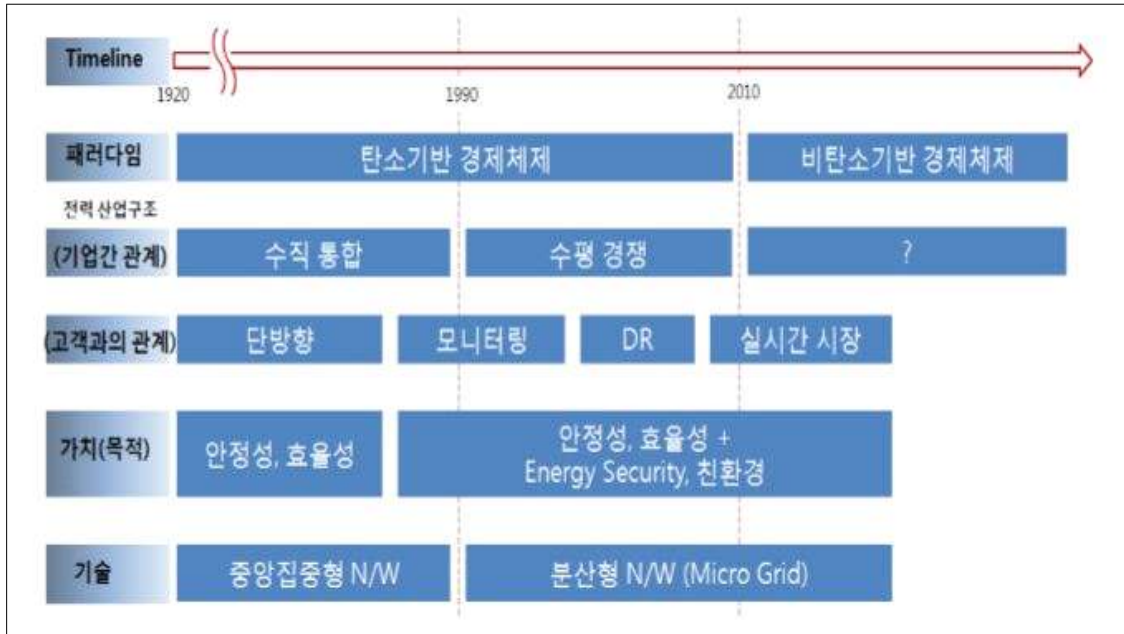 Timeline
1920
1990
2010
패러다임
탄소기반 경제체제
비탄소기반 경제체제
전력 산업구조
(기업간 관계)
수직 통합
수평 경쟁
?
(고객과의 관계)
단방향
모니터링
DR
실시간 시장
가치(목적)
안정성, 효율성
안정성, 효율성 +
Energy Security, 친환경
기술
중앙집중형 N/W
분산형 N/W (Micro Grid)